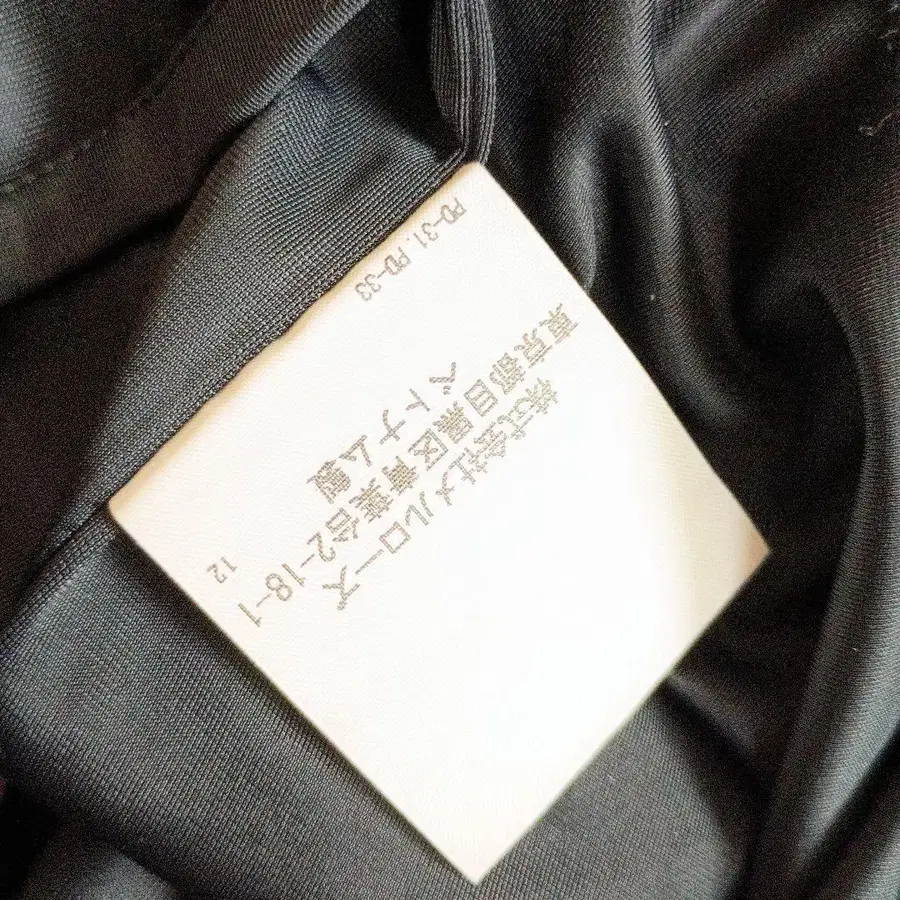 株式会社メルローズ
東京都目黒区青葉台2-18-1
ベトナム製
12
PD-31.PD-33